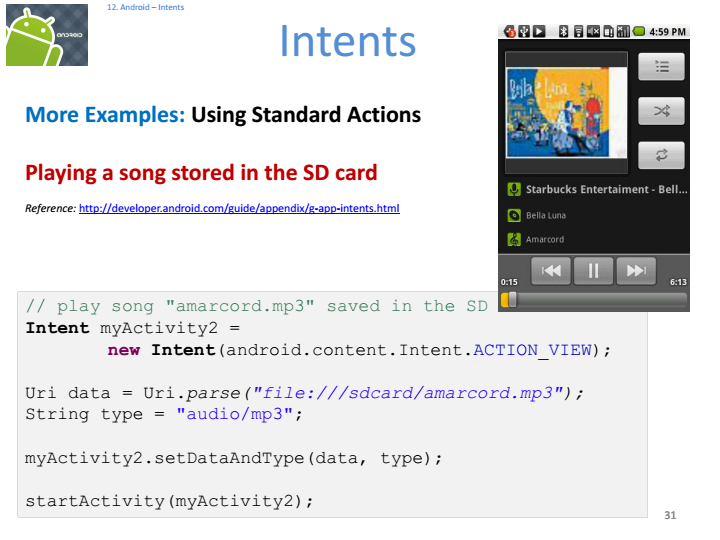 12. Android – Intents
ANDROID
Intents
4:59 PM
Bella Luna
More Examples: Using Standard Actions
Playing a song stored in the SD card
Reference: http://developer.android.com/guide/appendix/g-app-intents.html
Starbucks Entertaiment - Bell...
Bella Luna
Amarcord
0:15
6:13
// play song "amarcord.mp3" saved in the SD
Intent myActivity2 =
new Intent(android.content.Intent.ACTION_VIEW);
Uri data = Uri.parse("file:///sdcard/amarcord.mp3");
String type = "audio/mp3";
myActivity2.setDataAndType(data, type);
startActivity(myActivity2);
31